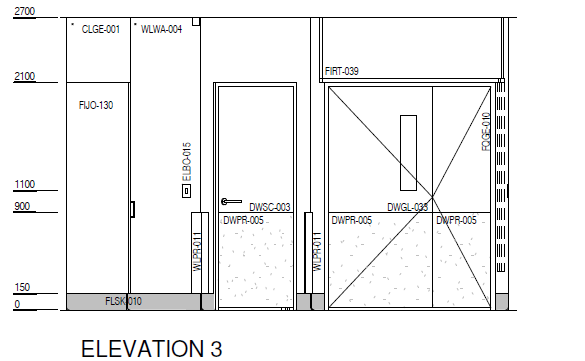 2700
* CLGE-001
* WLWA-004
FIRT-039
2100
FIJO-130
FQGE-010
ELBO-015
1100
DWSC-003
DWGL-033
900
DWPR-005
DWPR-005
DWPR-005
WLPR-011
WLPR-011
150
FLSK-010
0
ELEVATION 3